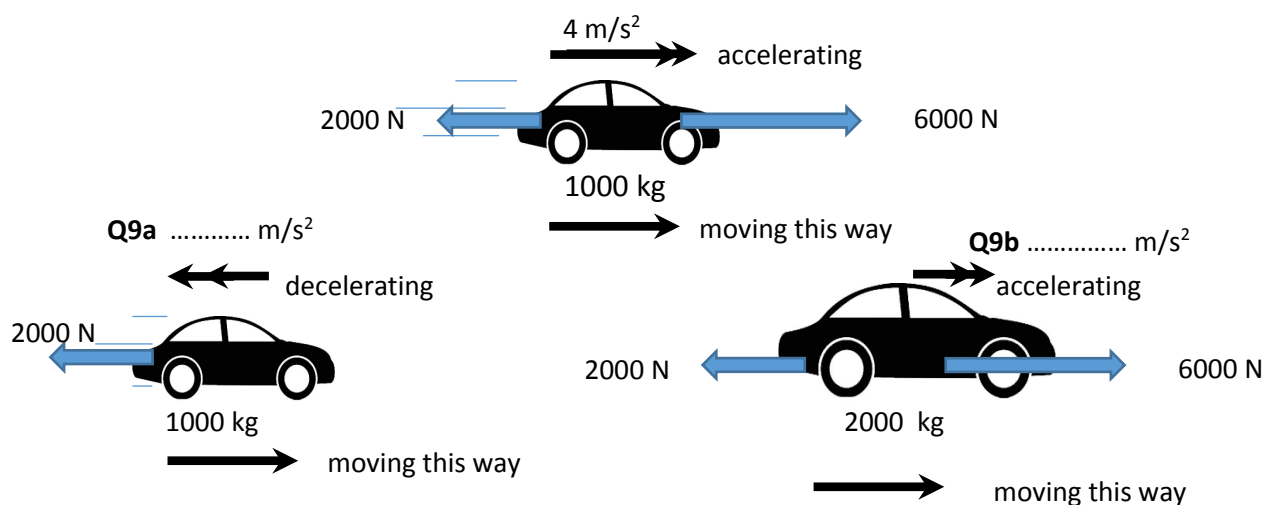 4 m/s²
accelerating
2000 N
6000 N
1000 kg
moving this way
Q9a ………… m/s²
decelerating
2000 N
1000 kg
moving this way
Q9b …………… m/s²
accelerating
2000 N
6000 N
2000 kg
moving this way